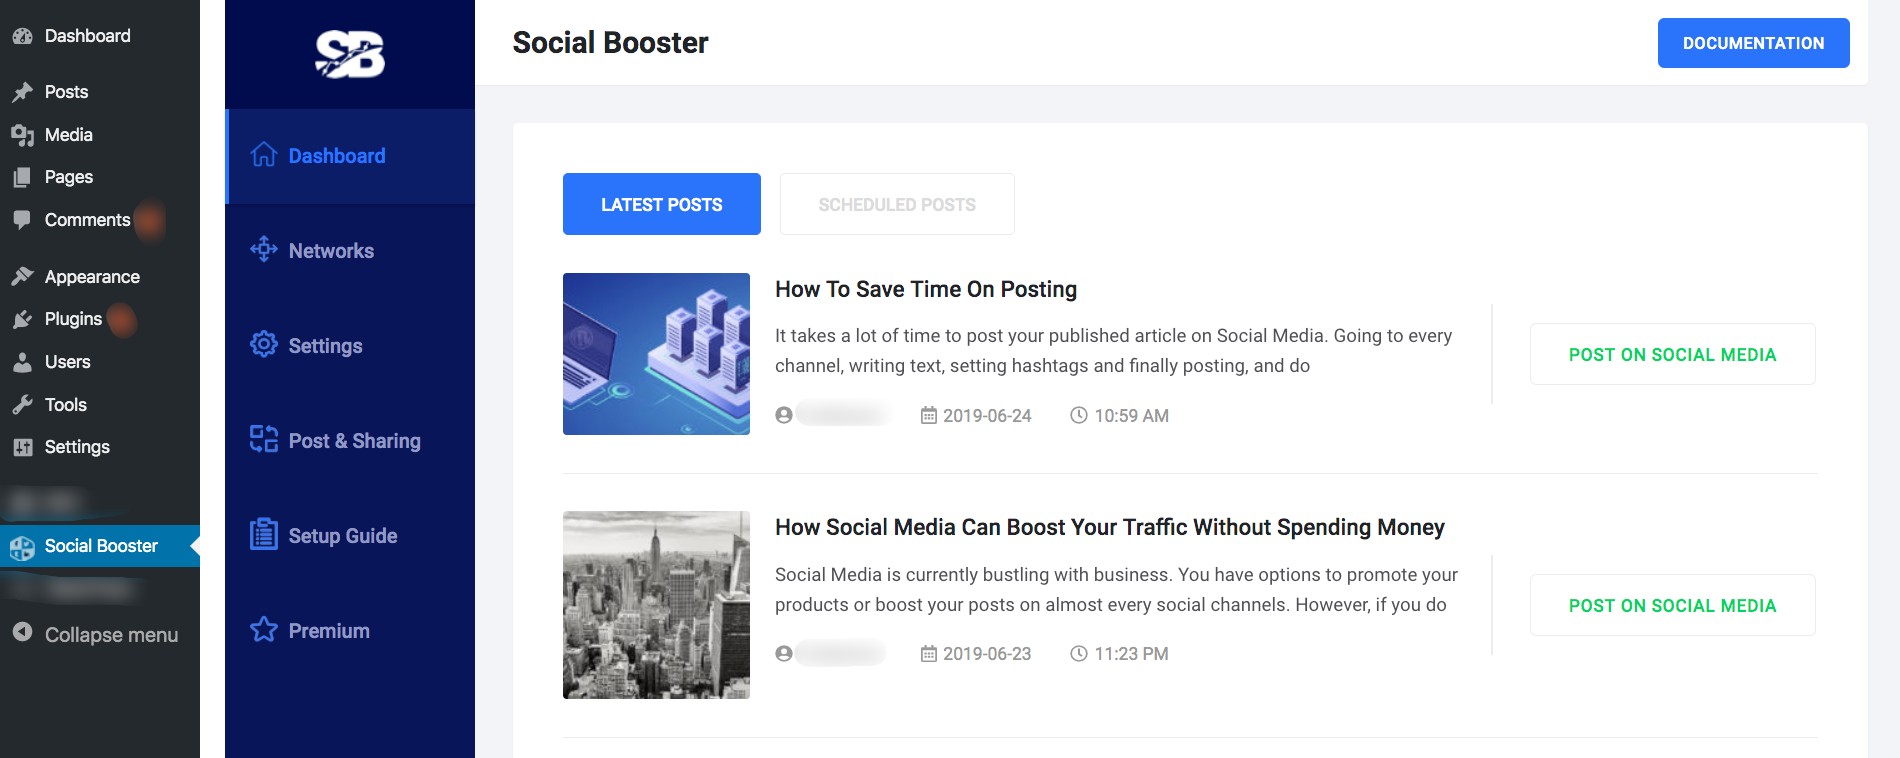 Dashboard
Posts
Media
Pages
Comments
Appearance
Plugins
Users
Tools
Settings
Social Booster
Collapse menu
SB
Dashboard
Networks
Settings
Post & Sharing
Setup Guide
Premium
Social Booster
DOCUMENTATION
LATEST POSTS
SCHEDULED POSTS
How To Save Time On Posting
It takes a lot of time to post your published article on Social Media. Going to every
channel, writing text, setting hashtags and finally posting, and do
2019-06-24
10:59 AM
POST ON SOCIAL MEDIA
How Social Media Can Boost Your Traffic Without Spending Money
Social Media is currently bustling with business. You have options to promote your
products or boost your posts on almost every social channels. However, if you do
2019-06-23
11:23 PM
POST ON SOCIAL MEDIA